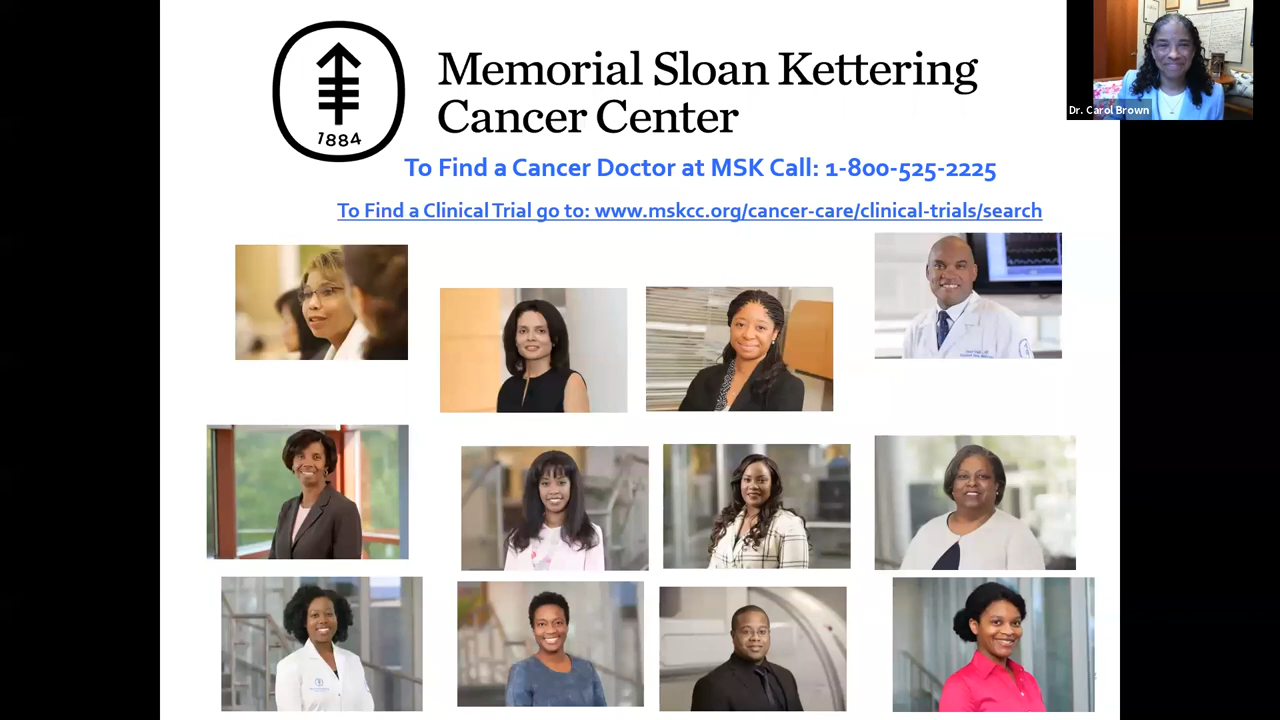 Memorial Sloan Kettering
Cancer Center
1884
To Find a Cancer Doctor at MSK Call: 1-800-525-2225
To Find a Clinical Trial go to: www.mskcc.org/cancer-care/clinical-trials/search
Dr. Carol Brown